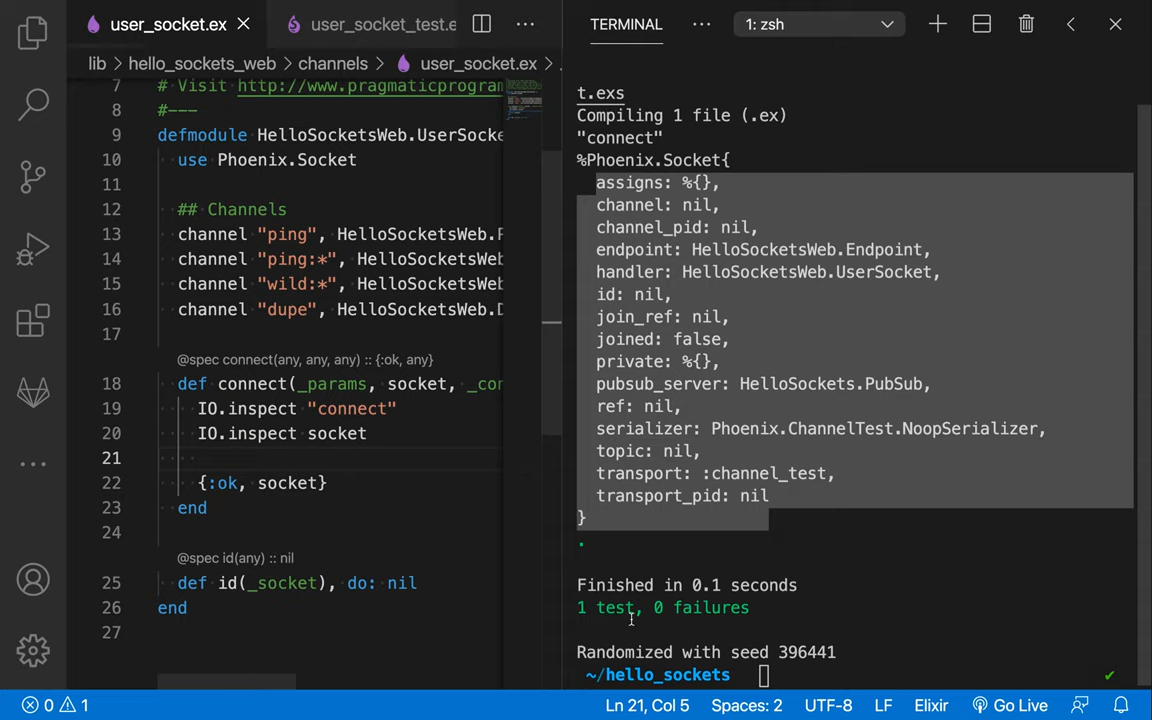 user_socket.ex
user_socket_test.e
lib > hello_sockets_web > channels > user_socket.ex >
7 # Visit http://www.pragmaticprogram
8 #---
9 defmodule HelloSocketsWeb.UserSocke
10 use Phoenix.Socket
11
12 ## Channels
13 channel "ping", HelloSocketsWeb.P
14 channel "ping:*", HelloSocketsWeb
15 channel "wild:*", HelloSocketsWeb
16 channel "dupe", HelloSocketsWeb.D
17
@spec connect(any, any, any) :: {:ok, any}
18 def connect(_params, socket, _con
19 IO.inspect "connect"
20 IO.inspect socket
21
22 {:ok, socket}
23 end
24
@spec id(any) :: nil
25 def id(_socket), do: nil
26 end
27
TERMINAL
1: zsh
t.exs
Compiling 1 file (.ex)
"connect"
%Phoenix.Socket{
assigns: %{},
channel: nil,
channel_pid: nil,
endpoint: HelloSocketsWeb.Endpoint,
handler: HelloSocketsWeb.UserSocket,
id: nil,
join_ref: nil,
joined: false,
private: %{},
pubsub_server: HelloSockets.PubSub,
ref: nil,
serializer: Phoenix.ChannelTest.NoopSerializer,
topic: nil,
transport: :channel_test,
transport_pid: nil
}
.
Finished in 0.1 seconds
1 test, 0 failures
Randomized with seed 396441
~/hello_sockets
0 1 Ln 21, Col 5 Spaces: 2 UTF-8 LF Elixir Go Live